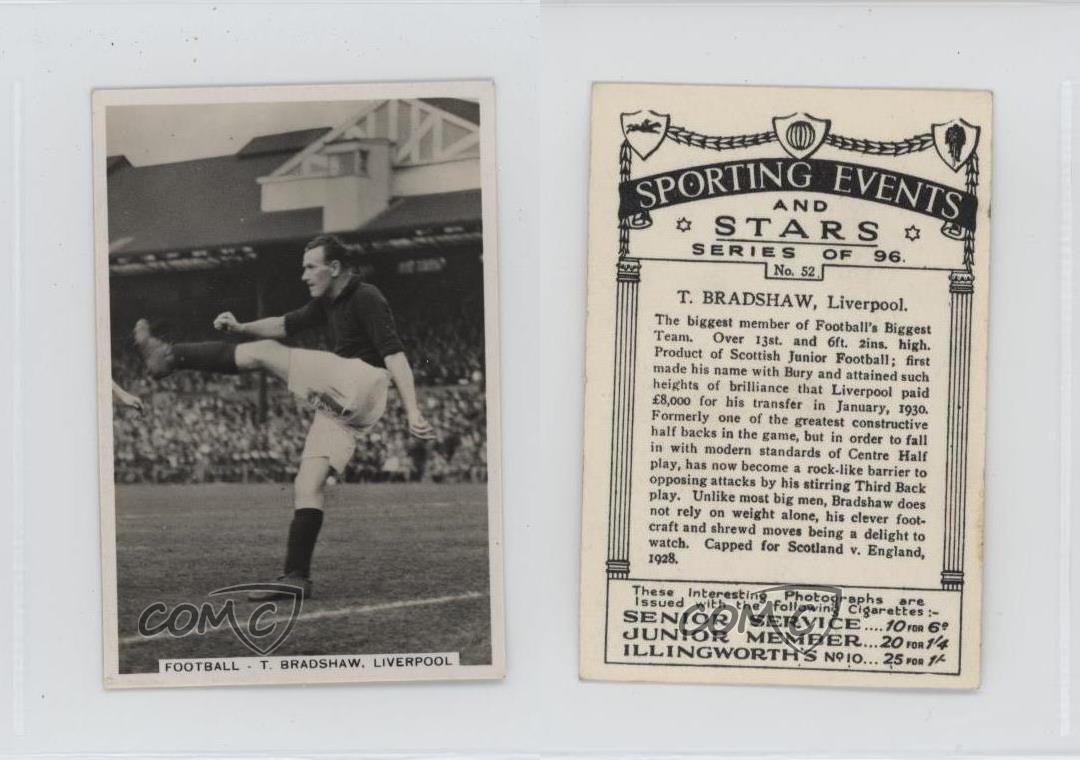 COMC
FOOTBALL - T. BRADSHAW, LIVERPOOL
SPORTING EVENTS
AND
STARS
SERIES OF 96.
No. 52
T. BRADSHAW, Liverpool.
The biggest member of Football's Biggest
Team. Over 13st. and 6ft. 2ins. high.
Product of Scottish Junior Football; first
made his name with Bury and attained such
heights of brilliance that Liverpool paid
£8,000 for his transfer in January, 1930.
Formerly one of the greatest constructive
half backs in the game, but in order to fall
in with modern standards of Centre Half
play, has now become a rock-like barrier to
opposing attacks by his stirring Third Back
play. Unlike most big men, Bradshaw does
not rely on weight alone, his clever foot-
craft and shrewd moves being a delight to
watch. Capped for Scotland v. England,
1928.
These Interesting Photographs are
Issued with the following Cigarettes:-
SENIOR SERVICE....10 FOR 6D
JUNIOR MEMBER...20 FOR 1/4
ILLINGWORTH'S No 10...25 FOR 1/-
COMC